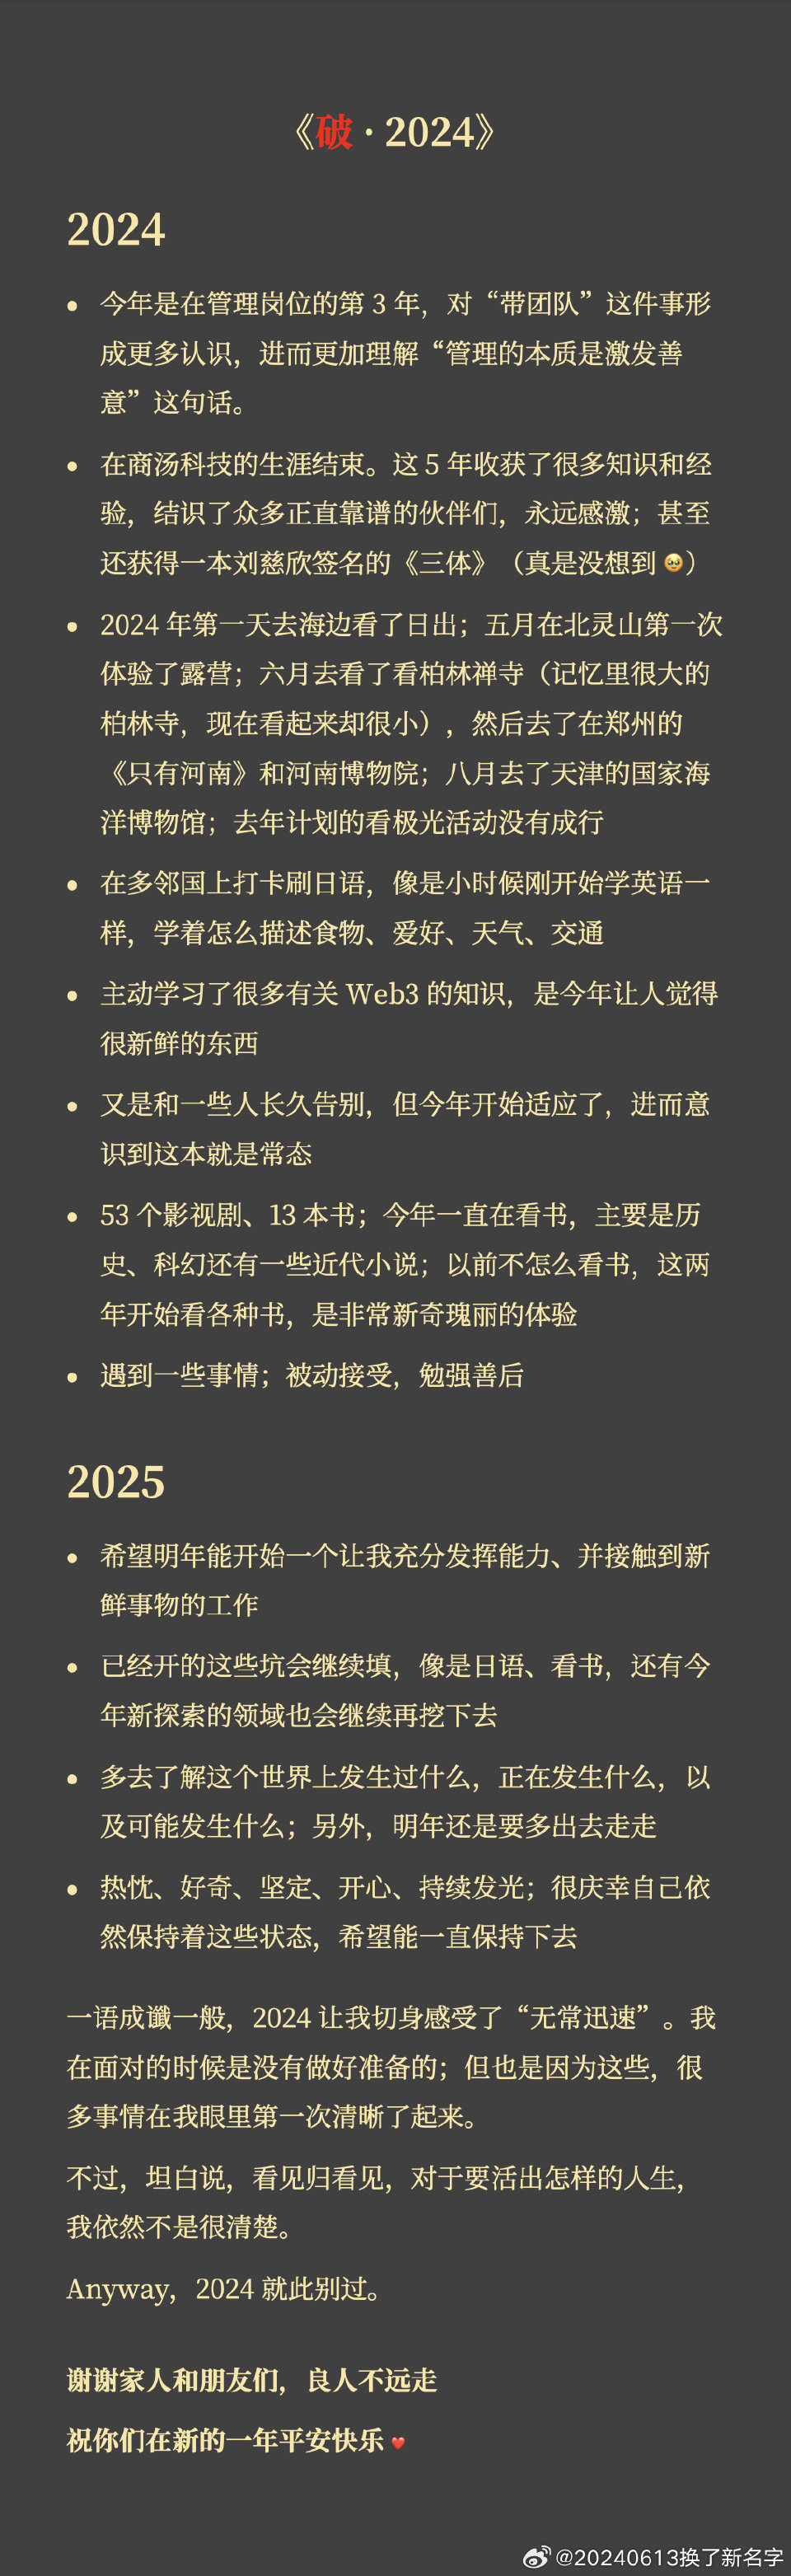 《破 · 2024》
2024
• 今年是在管理岗位的第 3 年，对“带团队”这件事形
成更多认识，进而更加理解“管理的本质是激发善
意”这句话。
• 在商汤科技的生涯结束。这 5 年收获了很多知识和经
验，结识了众多正直靠谱的伙伴们，永远感激；甚至
还获得一本刘慈欣签名的《三体》（真是没想到 🥹）
• 2024 年第一天去海边看了日出；五月在北灵山第一次
体验了露营；六月去看了看柏林禅寺（记忆里很大的
柏林寺，现在看起来却很小），然后去了在郑州的
《只有河南》和河南博物院；八月去了天津的国家海
洋博物馆；去年计划的看极光活动没有成行
• 在多邻国上打卡刷日语，像是小时候刚开始学英语一
样，学着怎么描述食物、爱好、天气、交通
• 主动学习了很多有关 Web3 的知识，是今年让人觉得
很新鲜的东西
• 又是和一些人长久告别，但今年开始适应了，进而意
识到这本就是常态
• 53 个影视剧、13 本书；今年一直在看书，主要是历
史、科幻还有一些近代小说；以前不怎么看书，这两
年开始看各种书，是非常新奇瑰丽的体验
• 遇到一些事情；被动接受，勉强善后
2025
• 希望明年能开始一个让我充分发挥能力、并接触到新
鲜事物的工作
• 已经开的这些坑会继续填，像是日语、看书，还有今
年新探索的领域也会继续再挖下去
• 多去了解这个世界上发生过什么，正在发生什么，以
及可能发生什么；另外，明年还是要多出去走走
• 热忱、好奇、坚定、开心、持续发光；很庆幸自己依
然保持着这些状态，希望能一直保持下去
一语成谶一般，2024 让我切身感受了“无常迅速”。我
在面对的时候是没有做好准备的；但也是因为这些，很
多事情在我眼里第一次清晰了起来。
不过，坦白说，看见归看见，对于要活出怎样的人生，
我依然不是很清楚。
Anyway，2024 就此别过。
谢谢家人和朋友们，良人不远走
祝你们在新的一年平安快乐 ❤️
@20240613换了新名字